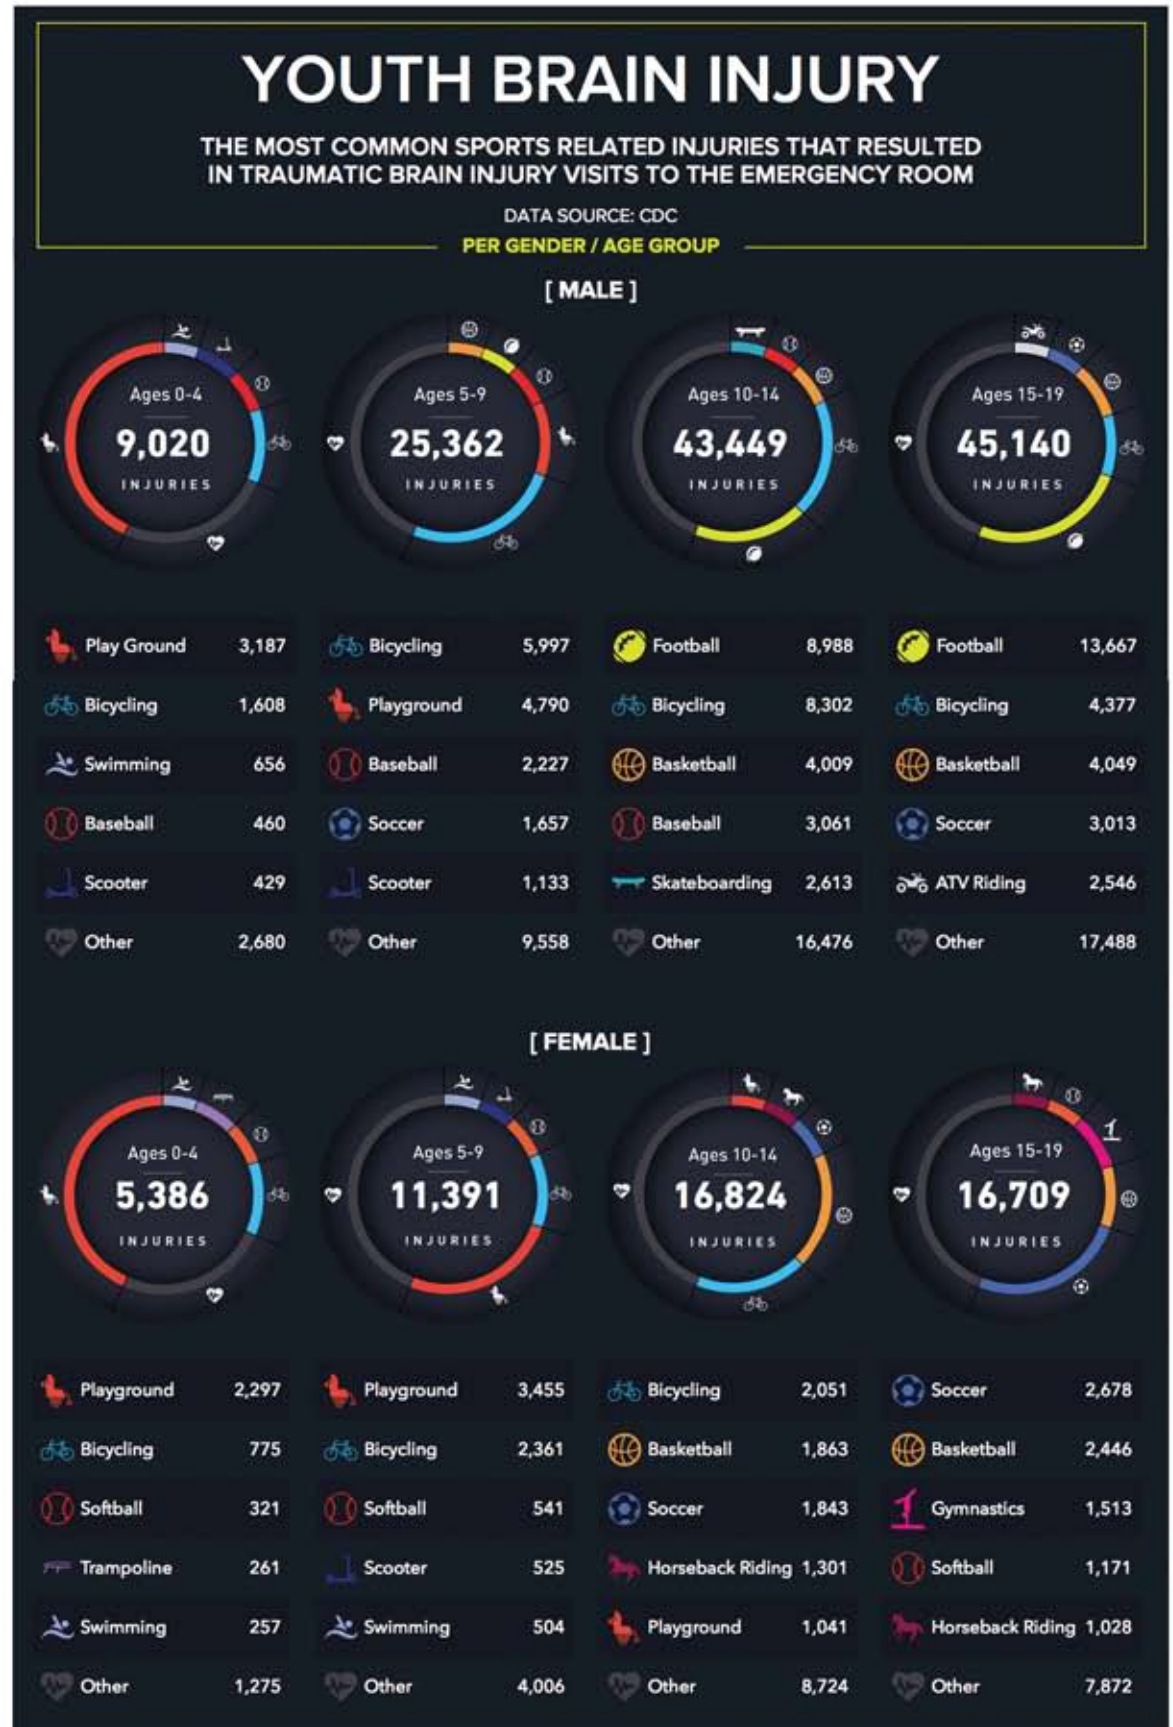 YOUTH BRAIN INJURY
THE MOST COMMON SPORTS RELATED INJURIES THAT RESULTED
IN TRAUMATIC BRAIN INJURY VISITS TO THE EMERGENCY ROOM
DATA SOURCE: CDC
PER GENDER / AGE GROUP
[ MALE ]
Ages 0-4
9,020
INJURIES
Ages 5-9
25,362
INJURIES
Ages 10-14
43,449
INJURIES
Ages 15-19
45,140
INJURIES
Play Ground 3,187
Bicycling 1,608
Swimming 656
Baseball 460
Scooter 429
Other 2,680
Bicycling 5,997
Playground 4,790
Baseball 2,227
Soccer 1,657
Scooter 1,133
Other 9,558
Football 8,988
Bicycling 8,302
Basketball 4,009
Baseball 3,061
Skateboarding 2,613
Other 16,476
Football 13,667
Bicycling 4,377
Basketball 4,049
Soccer 3,013
ATV Riding 2,546
Other 17,488
[ FEMALE ]
Ages 0-4
5,386
INJURIES
Ages 5-9
11,391
INJURIES
Ages 10-14
16,824
INJURIES
Ages 15-19
16,709
INJURIES
Playground 2,297
Bicycling 775
Softball 321
Trampoline 261
Swimming 257
Other 1,275
Playground 3,455
Bicycling 2,361
Softball 541
Scooter 525
Swimming 504
Other 4,006
Bicycling 2,051
Basketball 1,863
Soccer 1,843
Horseback Riding 1,301
Playground 1,041
Other 8,724
Soccer 2,678
Basketball 2,446
Gymnastics 1,513
Softball 1,171
Horseback Riding 1,028
Other 7,872